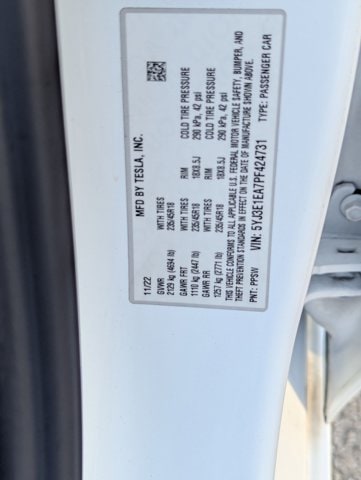 MFD BY TESLA, INC.
11/22
GVWR
2129 kg (4694 lb)
GAWR FRT WITH TIRES RIM COLD TIRE PRESSURE
1110 kg (2447 lb) 235/45R18 18X8.5J 290 kPa, 42 psi
GAWR RR WITH TIRES RIM COLD TIRE PRESSURE
1257 kg (2771 lb) 235/45R18 18X8.5J 290 kPa, 42 psi
THIS VEHICLE CONFORMS TO ALL APPLICABLE U.S. FEDERAL MOTOR VEHICLE SAFETY, BUMPER, AND
THEFT PREVENTION STANDARDS IN EFFECT ON THE DATE OF MANUFACTURE SHOWN ABOVE.
VIN: 5YJ3E1EA7PF424731 TYPE: PASSENGER CAR
PNT: PPSW